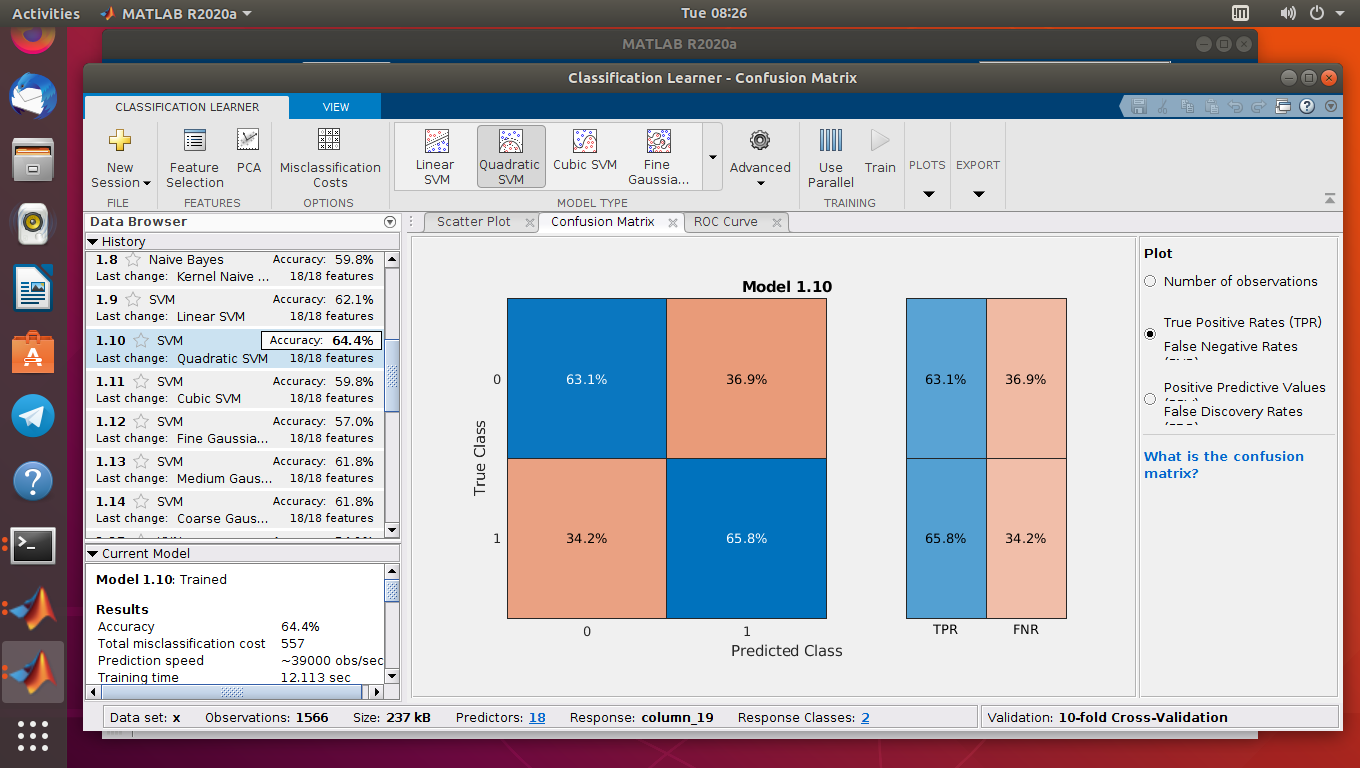 Activities MATLAB R2020a Tue 08:26
MATLAB R2020a
Classification Learner - Confusion Matrix
CLASSIFICATION LEARNER VIEW
New Session
Feature Selection
PCA
Misclassification Costs
Linear SVM
Quadratic SVM
Cubic SVM
Fine Gaussia...
Advanced
Use Parallel
Train
PLOTS
EXPORT
FILE FEATURES OPTIONS MODEL TYPE TRAINING
Data Browser
Scatter Plot Confusion Matrix ROC Curve
History
1.8 Naive Bayes Accuracy: 59.8%
Last change: Kernel Naive ... 18/18 features
1.9 SVM Accuracy: 62.1%
Last change: Linear SVM 18/18 features
1.10 SVM Accuracy: 64.4%
Last change: Quadratic SVM 18/18 features
1.11 SVM Accuracy: 59.8%
Last change: Cubic SVM 18/18 features
1.12 SVM Accuracy: 57.0%
Last change: Fine Gaussia... 18/18 features
1.13 SVM Accuracy: 61.8%
Last change: Medium Gaus... 18/18 features
1.14 SVM Accuracy: 61.8%
Last change: Coarse Gaus... 18/18 features
Current Model
Model 1.10: Trained
Results
Accuracy 64.4%
Total misclassification cost 557
Prediction speed ~39000 obs/sec
Training time 12.113 sec
Model 1.10
True Class
0 63.1% 36.9% 63.1% 36.9%
1 34.2% 65.8% 65.8% 34.2%
0 1 TPR FNR
Predicted Class
Plot
Number of observations
True Positive Rates (TPR)
False Negative Rates
Positive Predictive Values
False Discovery Rates
What is the confusion
matrix?
Data set: x Observations: 1566 Size: 237 kB Predictors: 18 Response: column_19 Response Classes: 2 Validation: 10-fold Cross-Validation